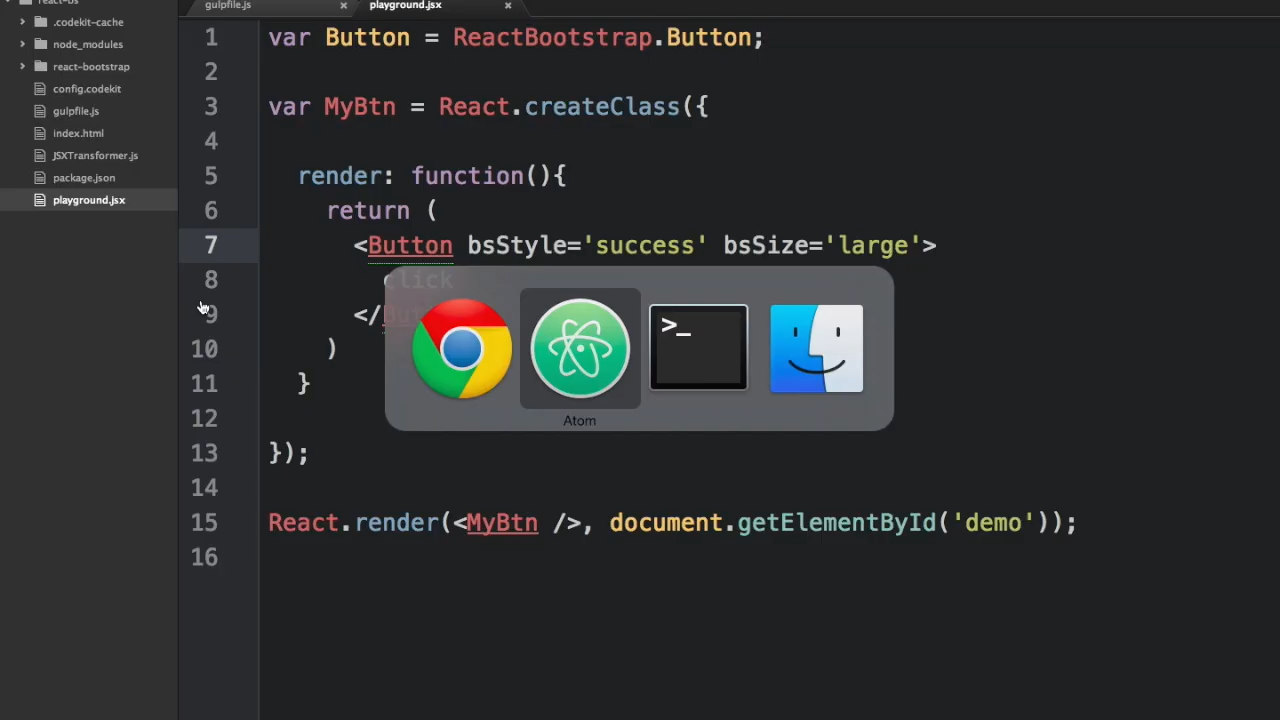 react-bs
gulpfile.js
playground.jsx
.codekit-cache
node_modules
react-bootstrap
config.codekit
gulpfile.js
index.html
JSXTransformer.js
package.json
playground.jsx
1 var Button = ReactBootstrap.Button;
2
3 var MyBtn = React.createClass({
4
5 render: function(){
6 return (
7 <Button bsStyle='success' bsSize='large'>
8 click
9 </Button
10 )
11 }
12
13 });
14
15 React.render(<MyBtn />, document.getElementById('demo'));
16
>_
Atom